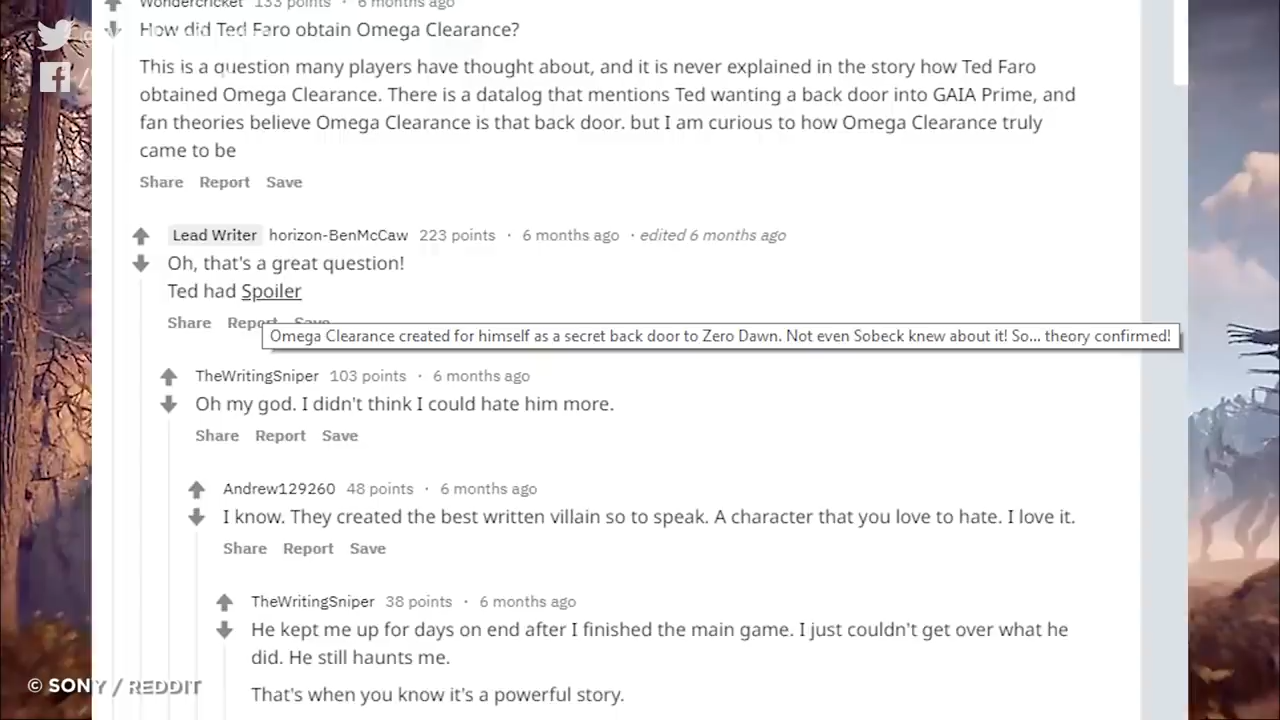 Wondercricket 133 points · 6 months ago
How did Ted Faro obtain Omega Clearance?
This is a question many players have thought about, and it is never explained in the story how Ted Faro
obtained Omega Clearance. There is a datalog that mentions Ted wanting a back door into GAIA Prime, and
fan theories believe Omega Clearance is that back door. but I am curious to how Omega Clearance truly
came to be
Share Report Save
Lead Writer horizon-BenMcCaw 223 points · 6 months ago · edited 6 months ago
Oh, that's a great question!
Ted had Spoiler
Share Report Save
Omega Clearance created for himself as a secret back door to Zero Dawn. Not even Sobeck knew about it! So... theory confirmed!
TheWritingSniper 103 points · 6 months ago
Oh my god. I didn't think I could hate him more.
Share Report Save
Andrew129260 48 points · 6 months ago
I know. They created the best written villain so to speak. A character that you love to hate. I love it.
Share Report Save
TheWritingSniper 38 points · 6 months ago
He kept me up for days on end after I finished the main game. I just couldn't get over what he
did. He still haunts me.
That's when you know it's a powerful story.
© SONY / REDDIT